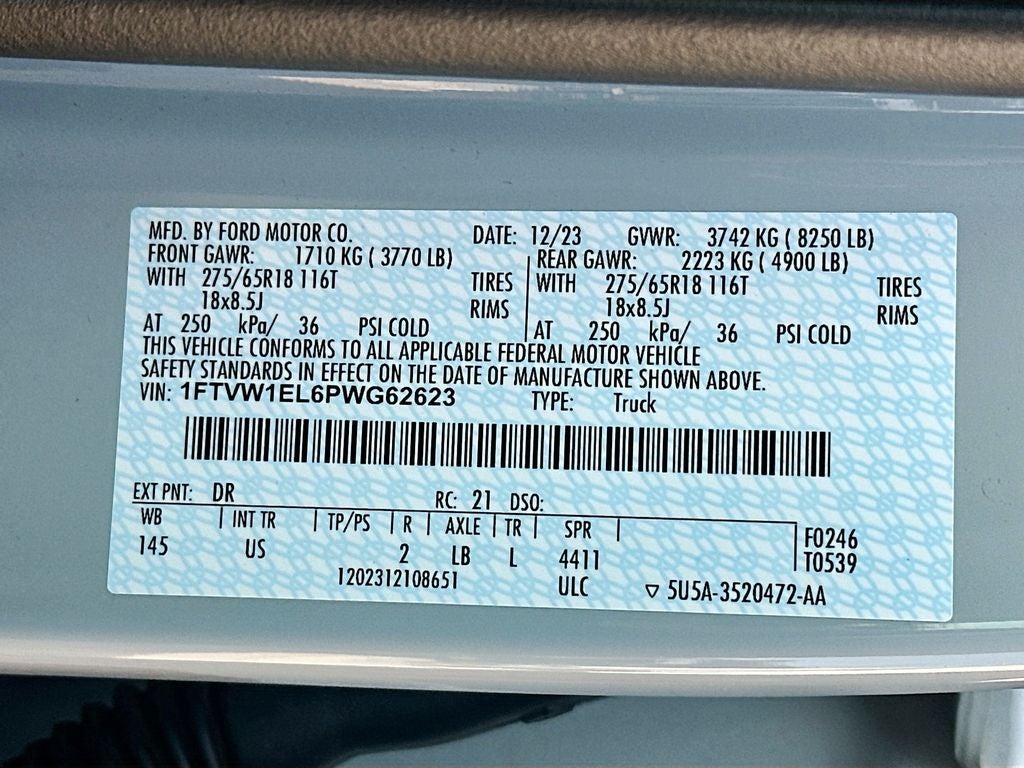 MFD. BY FORD MOTOR CO. DATE: 12/23 GVWR: 3742 KG ( 8250 LB)
FRONT GAWR: 1710 KG ( 3770 LB) REAR GAWR: 2223 KG ( 4900 LB)
WITH 275/65R18 116T TIRES WITH 275/65R18 116T TIRES
18x8.5J RIMS 18x8.5J RIMS
AT 250 kPa/ 36 PSI COLD AT 250 kPa/ 36 PSI COLD
THIS VEHICLE CONFORMS TO ALL APPLICABLE FEDERAL MOTOR VEHICLE
SAFETY STANDARDS IN EFFECT ON THE DATE OF MANUFACTURE SHOWN ABOVE.
VIN: 1FTVW1EL6PWG62623 TYPE: Truck
EXT PNT: DR RC: 21 DSO:
WB INT TR TP/PS R AXLE TR SPR F0246
145 US 2 LB L 4411 T0539
1202312108651 ULC ▽ 5U5A-3520472-AA